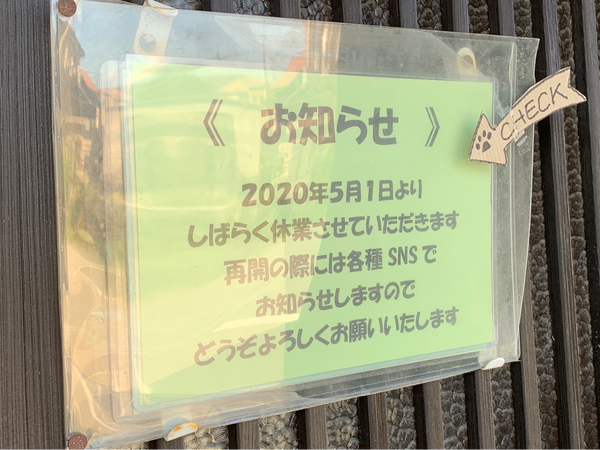 《 お知らせ 》
CHECK
2020年5月1日より
しばらく休業させていただきます
再開の際には各種SNSで
お知らせしますので
どうぞよろしくお願いいたします